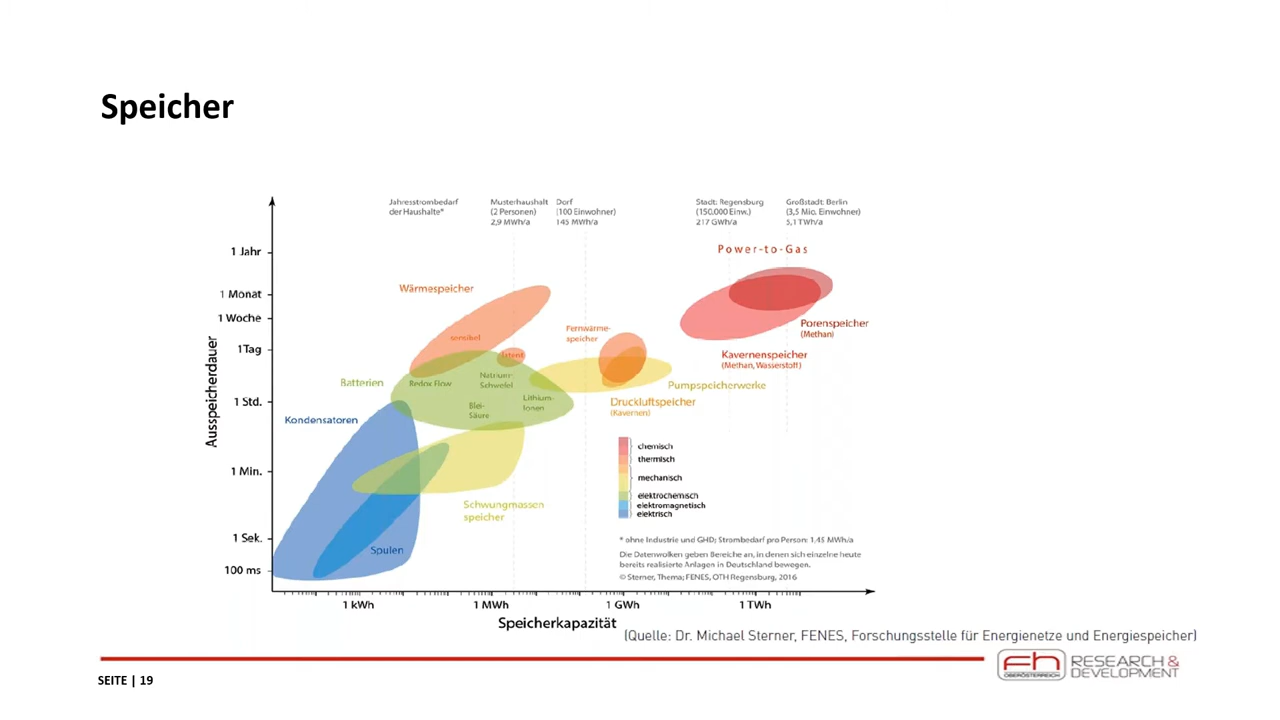 Speicher
Jahresstrombedarf
der Haushalte*
Musterhaushalt
(2 Personen)
2,9 MWh/a
Dorf
(100 Einwohner)
145 MWh/a
Stadt: Regensburg
(150.000 Einw.)
217 GWh/a
Großstadt: Berlin
(3,5 Mio. Einwohner)
5,1 TWh/a
Ausspeicherdauer
1 Jahr
1 Monat
1 Woche
1Tag
1 Std.
1 Min.
1 Sek.
100 ms
Power-to-Gas
Wärmespeicher
sensibel
latent
Fernwärme-
speicher
Porenspeicher
(Methan)
Kavernenspeicher
(Methan, Wasserstoff)
Batterien
Redox Flow
Natrium-
Schwefel
Blei-
Säure
Lithium-
Ionen
Pumpspeicherwerke
Druckluftspeicher
(Kavernen)
Kondensatoren
Schwungmassen
speicher
Spulen
chemisch
thermisch
mechanisch
elektrochemisch
elektromagnetisch
elektrisch
* ohne Industrie und GHD; Strombedarf pro Person: 1,45 MWh/a
Die Datenwolken geben Bereiche an, in denen sich einzelne heute
bereits realisierte Anlagen in Deutschland bewegen.
© Sterner, Thema; FENES, OTH Regensburg, 2016
1 kWh
1 MWh
1 GWh
1 TWh
Speicherkapazität
(Quelle: Dr. Michael Sterner, FENES, Forschungsstelle für Energienetze und Energiespeicher)
SEITE | 19
fh
OBERÖSTERREICH
RESEARCH &
DEVELOPMENT